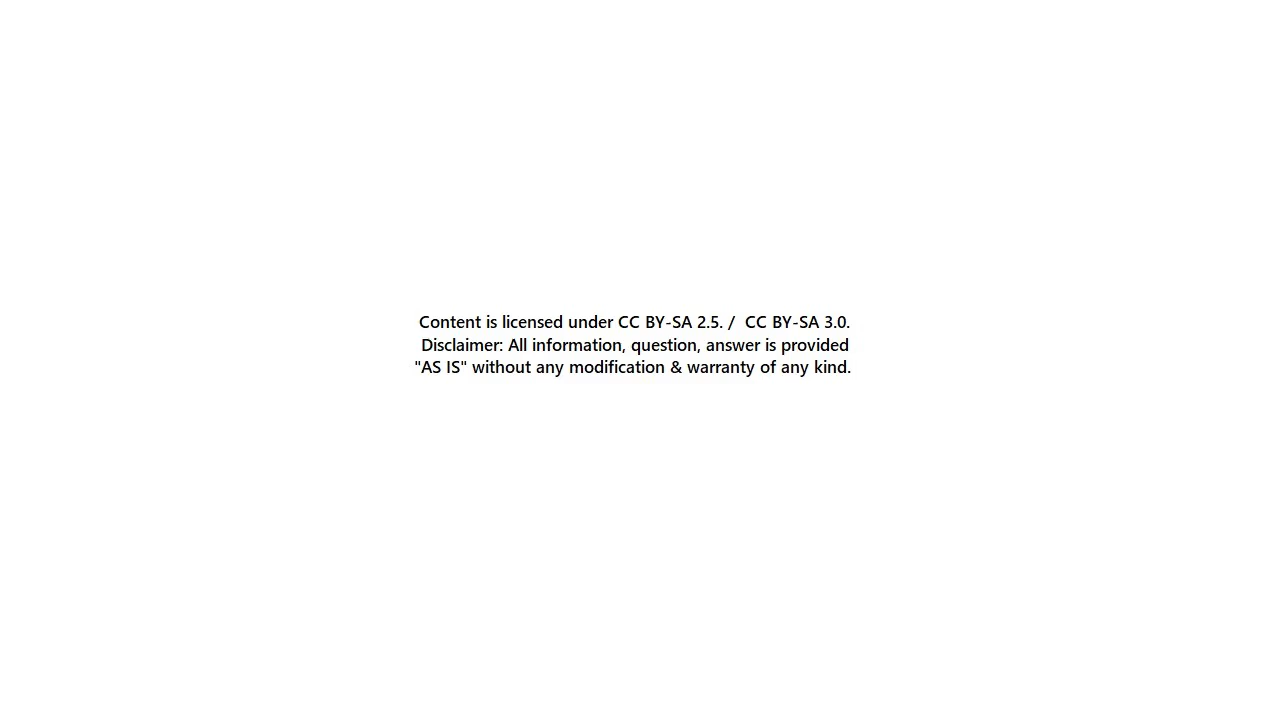 Content is licensed under CC BY-SA 2.5. /  CC BY-SA 3.0.
Disclaimer: All information, question, answer is provided
"AS IS" without any modification & warranty of any kind.